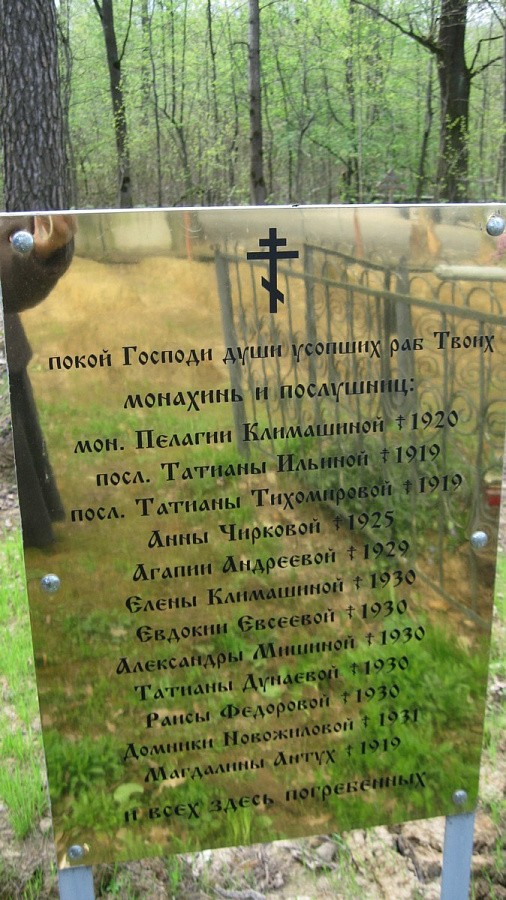 покой Господи души усопших раб Твоих
монахинь и послушниц:
мон. Пелагии Климашиной †1920
посл. Татианы Ильиной †1919
посл. Татианы Тихомировой †1919
Анны Чирковой †1925
Агапии Андреевой †1929
Елены Климашиной †1930
Евдокии Евсеевой †1930
Александры Мишиной †1930
Татианы Дунаевой †1930
Раисы Федоровой †1930
Домники Новожиловой †1931
Магдалины Антух †1919
и всех здесь погребенных